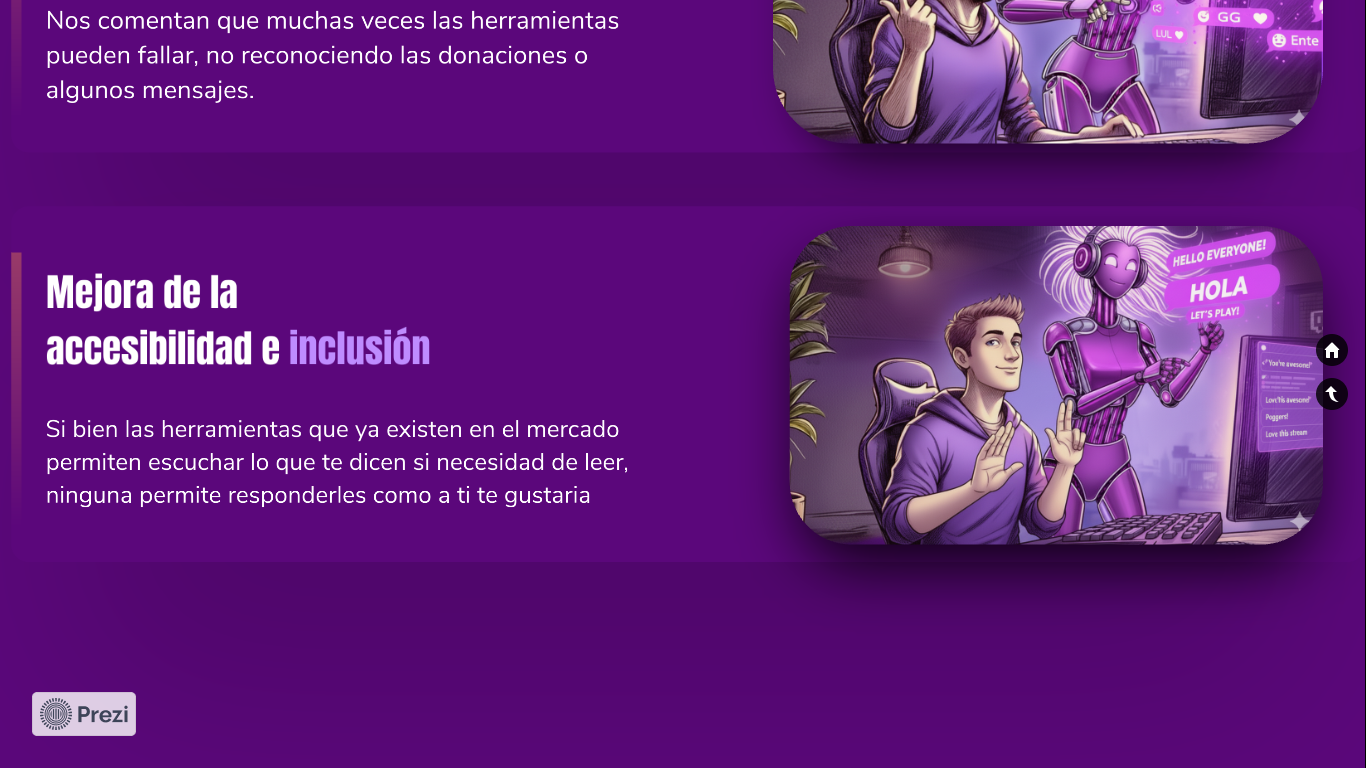 Nos comentan que muchas veces las herramientas
pueden fallar, no reconociendo las donaciones o
algunos mensajes.
GG
LUL
Ente
Mejora de la
accesibilidad e inclusión
Si bien las herramientas que ya existen en el mercado
permiten escuchar lo que te dicen si necesidad de leer,
ninguna permite responderles como a ti te gustaria
HELLO EVERYONE!
HOLA
LET'S PLAY!
"You're awesome!"
Love this stream
Poggers!
Prezi